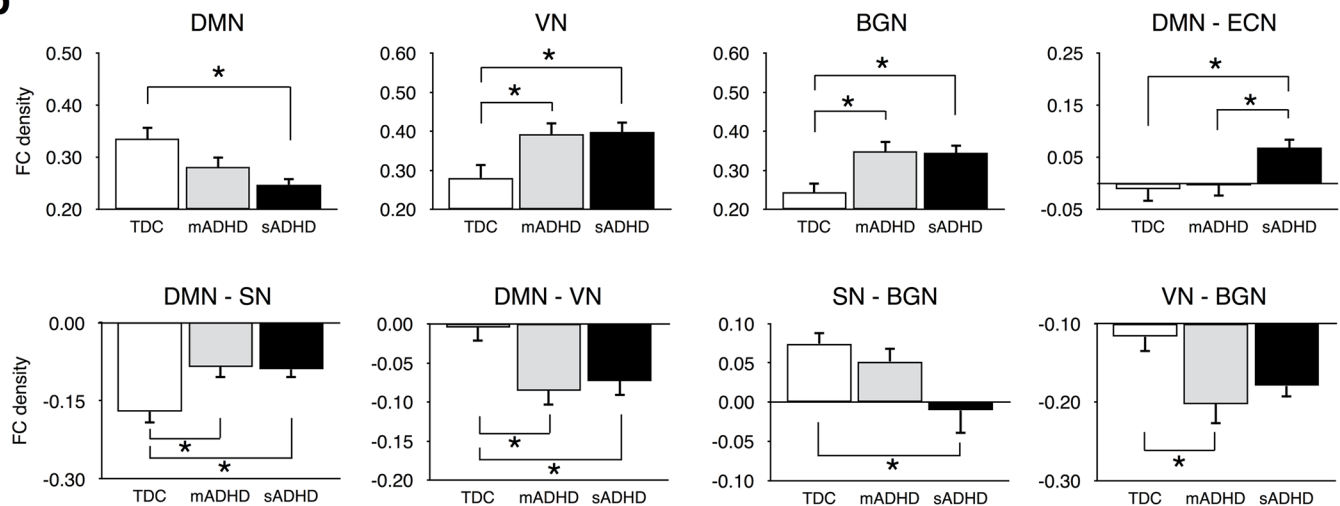 DMN
VN
BGN
DMN - ECN
FC density
0.50
0.40
0.30
0.20
*
TDC mADHD sADHD
0.60
0.50
0.40
0.30
0.20
*
*
TDC mADHD sADHD
0.60
0.50
0.40
0.30
0.20
*
*
TDC mADHD sADHD
0.25
0.15
0.05
-0.05
*
*
TDC mADHD sADHD
DMN - SN
DMN - VN
SN - BGN
VN - BGN
FC density
0.00
-0.15
-0.30
*
*
TDC mADHD sADHD
0.00
-0.05
-0.10
-0.15
-0.20
*
*
TDC mADHD sADHD
0.10
0.05
0.00
-0.05
-0.10
*
TDC mADHD sADHD
-0.10
-0.20
-0.30
*
TDC mADHD sADHD